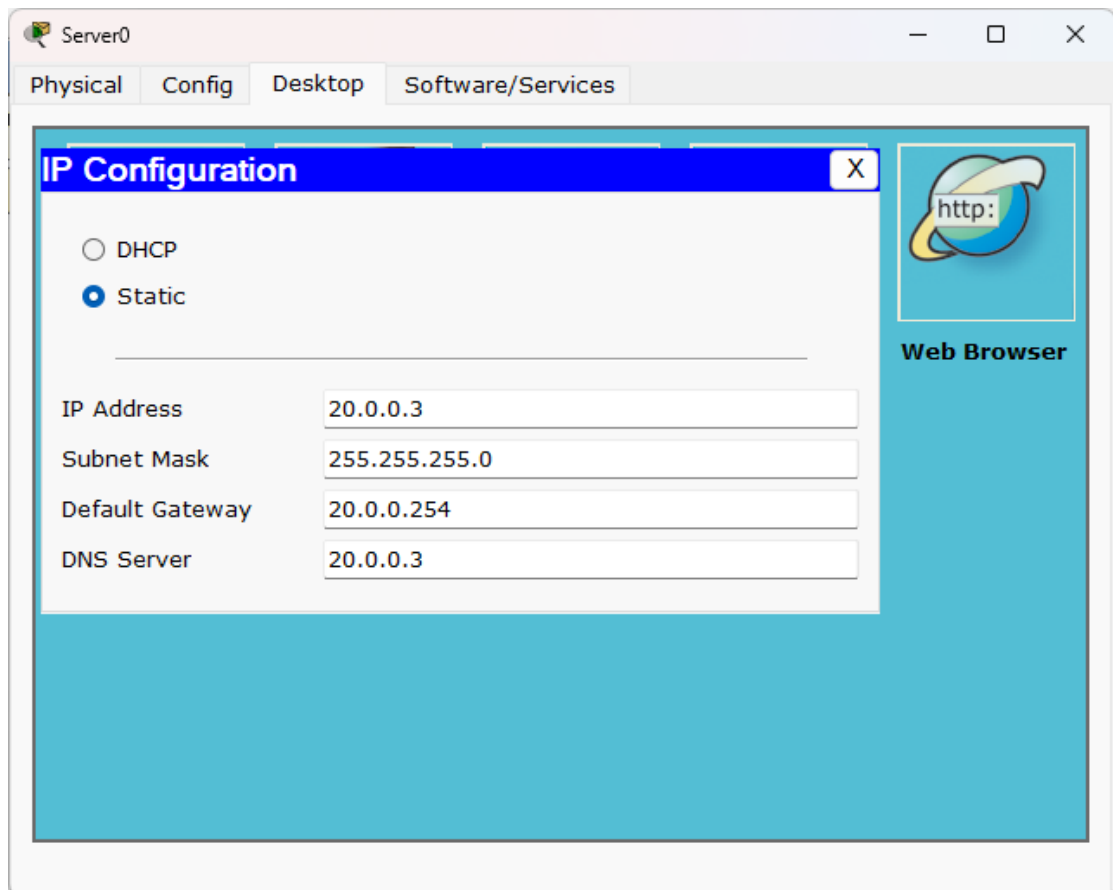 Server0
Physical Config Desktop Software/Services
IP Configuration X
http:
DHCP
Static
Web Browser
IP Address 20.0.0.3
Subnet Mask 255.255.255.0
Default Gateway 20.0.0.254
DNS Server 20.0.0.3